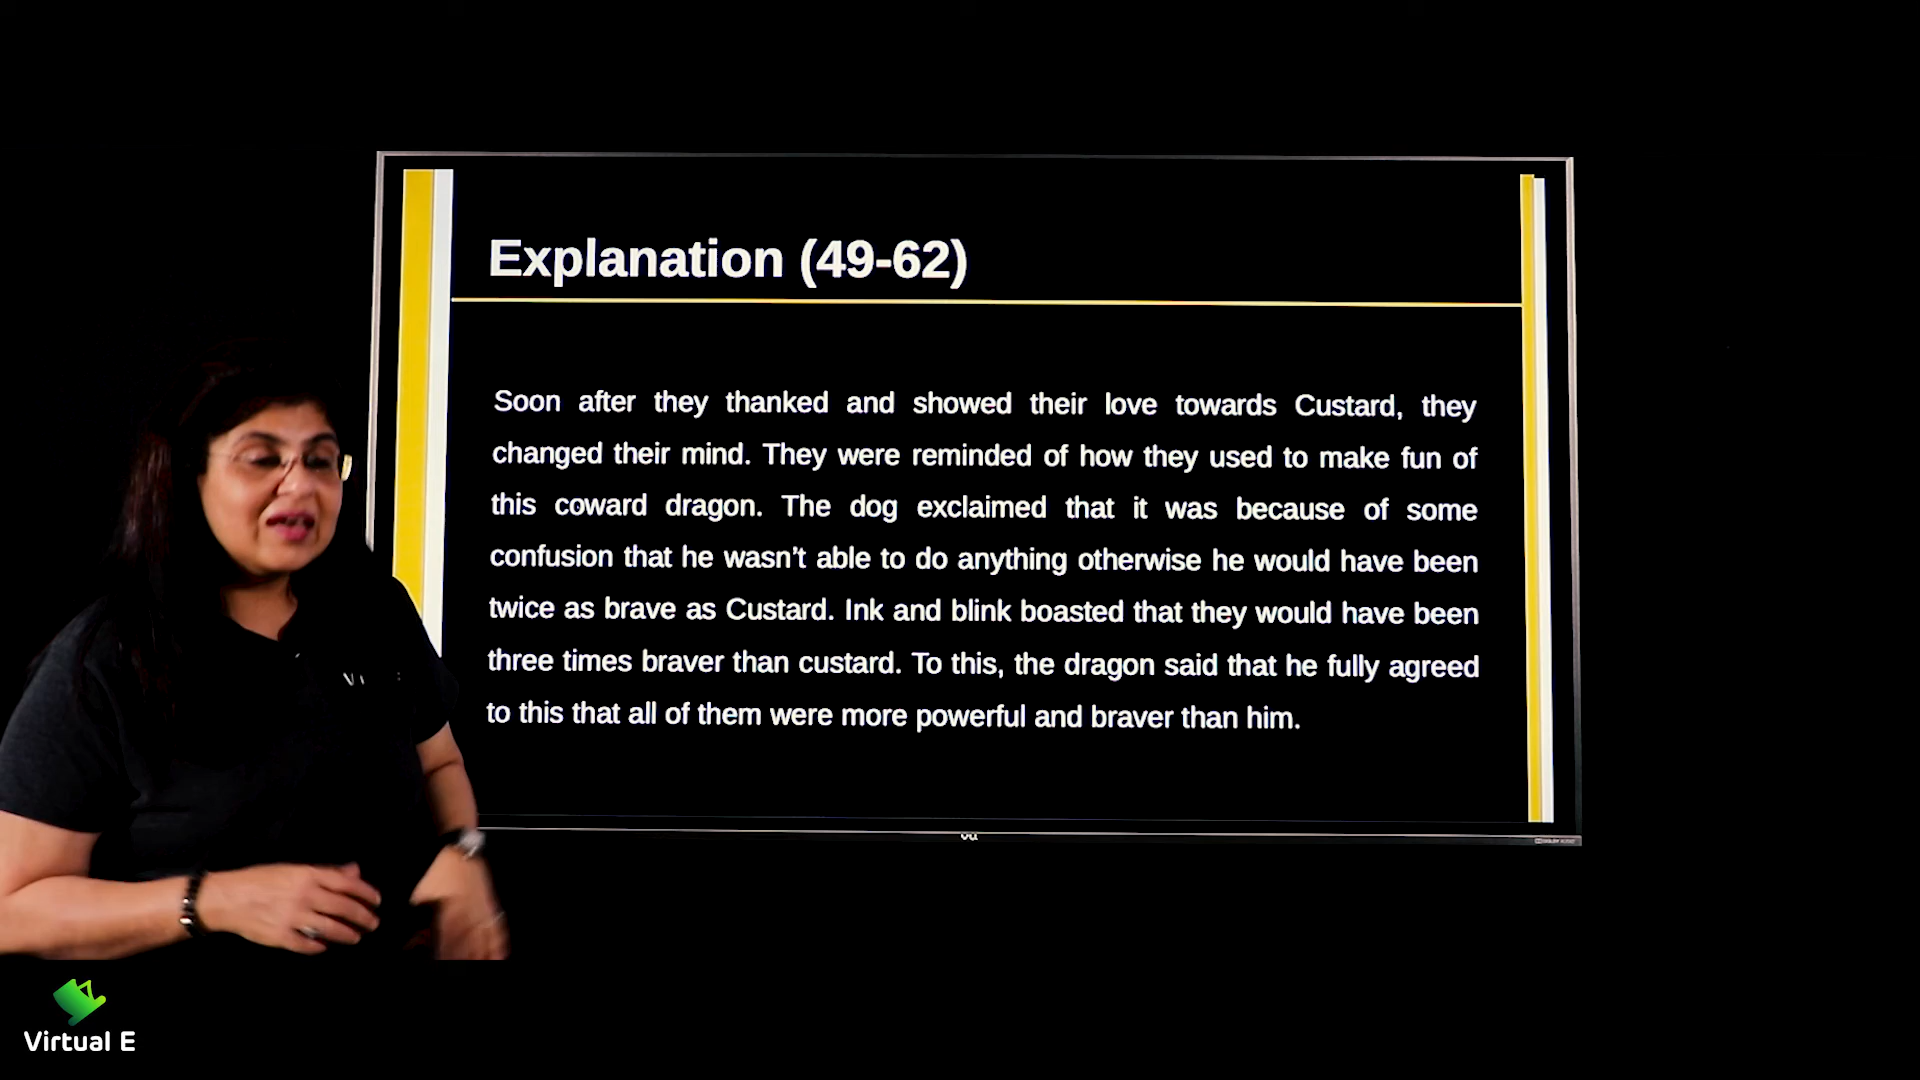 Explanation (49-62)
Soon after they thanked and showed their love towards Custard, they
changed their mind. They were reminded of how they used to make fun of
this coward dragon. The dog exclaimed that it was because of some
confusion that he wasn't able to do anything otherwise he would have been
twice as brave as Custard. Ink and blink boasted that they would have been
three times braver than custard. To this, the dragon said that he fully agreed
to this that all of them were more powerful and braver than him.
Virtual E